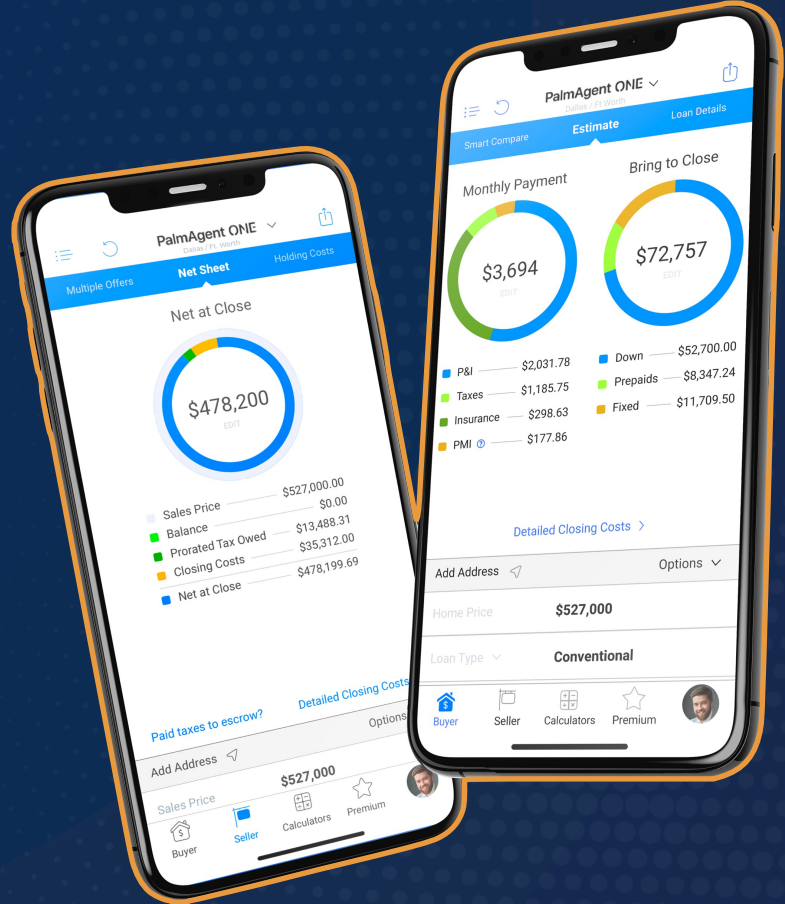 PalmAgent ONE
Dallas / Ft. Worth
Multiple Offers Net Sheet Holding Costs
Net at Close
$478,200
EDIT
Sales Price $527,000.00
Balance $0.00
Prorated Tax Owed $13,488.31
Closing Costs $35,312.00
Net at Close $478,199.69
Paid taxes to escrow? Detailed Closing Costs
Add Address Options
Sales Price $527,000
Buyer Seller Calculators Premium
PalmAgent ONE
Dallas / Ft Worth
Smart Compare Estimate Loan Details
Monthly Payment Bring to Close
$3,694 $72,757
EDIT EDIT
P&I $2,031.78 Down $52,700.00
Taxes $1,185.75 Prepaids $8,347.24
Insurance $298.63 Fixed $11,709.50
PMI ? $177.86
Detailed Closing Costs >
Add Address Options
Home Price $527,000
Loan Type Conventional
Buyer Seller Calculators Premium